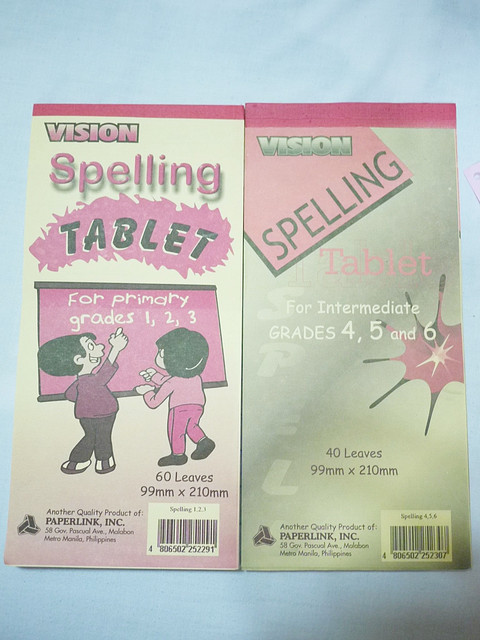 VISION
Spelling
TABLET
For primary
grades 1, 2, 3
60 Leaves
99mm x 210mm
Another Quality Product of:
PAPERLINK, INC.
58 Gov. Pascual Ave., Malabon
Metro Manila, Philippines
Spelling 1,2,3
4 806502 252291
VISION
SPELLING
Tablet
For Intermediate
GRADES 4, 5 and 6
SPELL
40 Leaves
99mm x 210mm
Another Quality Product of:
PAPERLINK, INC.
58 Gov. Pascual Ave., Malabon
Metro Manila, Philippines
Spelling 4,5,6
4 806502 252307